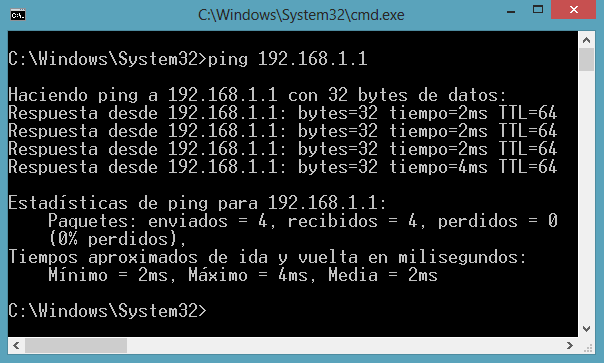 C:\Windows\System32\cmd.exe
C:\Windows\System32>ping 192.168.1.1
Haciendo ping a 192.168.1.1 con 32 bytes de datos:
Respuesta desde 192.168.1.1: bytes=32 tiempo=2ms TTL=64
Respuesta desde 192.168.1.1: bytes=32 tiempo=2ms TTL=64
Respuesta desde 192.168.1.1: bytes=32 tiempo=2ms TTL=64
Respuesta desde 192.168.1.1: bytes=32 tiempo=4ms TTL=64
Estadísticas de ping para 192.168.1.1:
Paquetes: enviados = 4, recibidos = 4, perdidos = 0
(0% perdidos),
Tiempos aproximados de ida y vuelta en milisegundos:
Mínimo = 2ms, Máximo = 4ms, Media = 2ms
C:\Windows\System32>